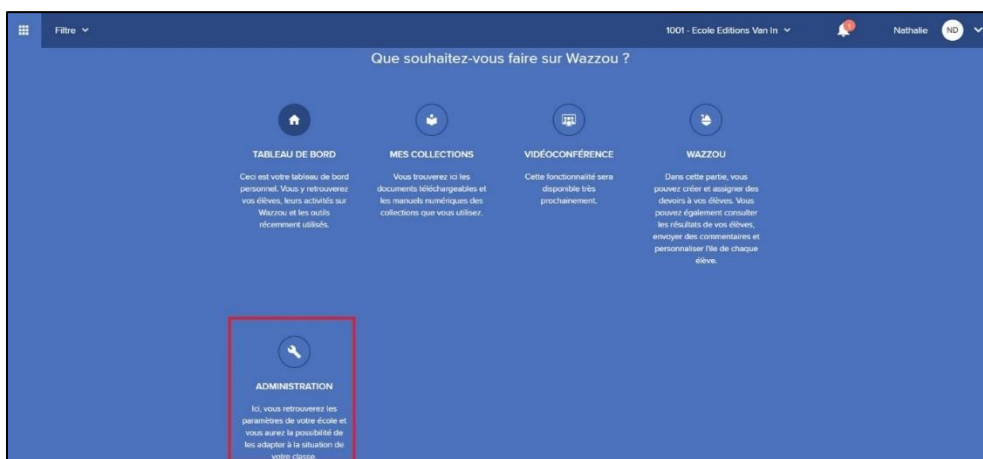 Filtre
1001 - Ecole Editions Van In
1
Nathalie
ND
Que souhaitez-vous faire sur Wazzou ?
TABLEAU DE BORD
Ceci est votre tableau de bord
personnel. Vous y retrouverez
vos élèves, leurs activités sur
Wazzou et les outils
récemment utilisés.
MES COLLECTIONS
Vous trouverez ici les
documents téléchargeables et
les manuels numériques des
collections que vous utilisez.
VIDÉOCONFÉRENCE
Cette fonctionnalité sera
disponible très
prochainement.
WAZZOU
Dans cette partie, vous
pouvez créer et assigner des
devoirs à vos élèves. Vous
pouvez également consulter
les résultats de vos élèves,
envoyer des commentaires et
personnaliser l'île de chaque
élève.
ADMINISTRATION
Ici, vous retrouverez les
paramètres de votre école et
vous aurez la possibilité de
les adapter à la situation de
votre classe.